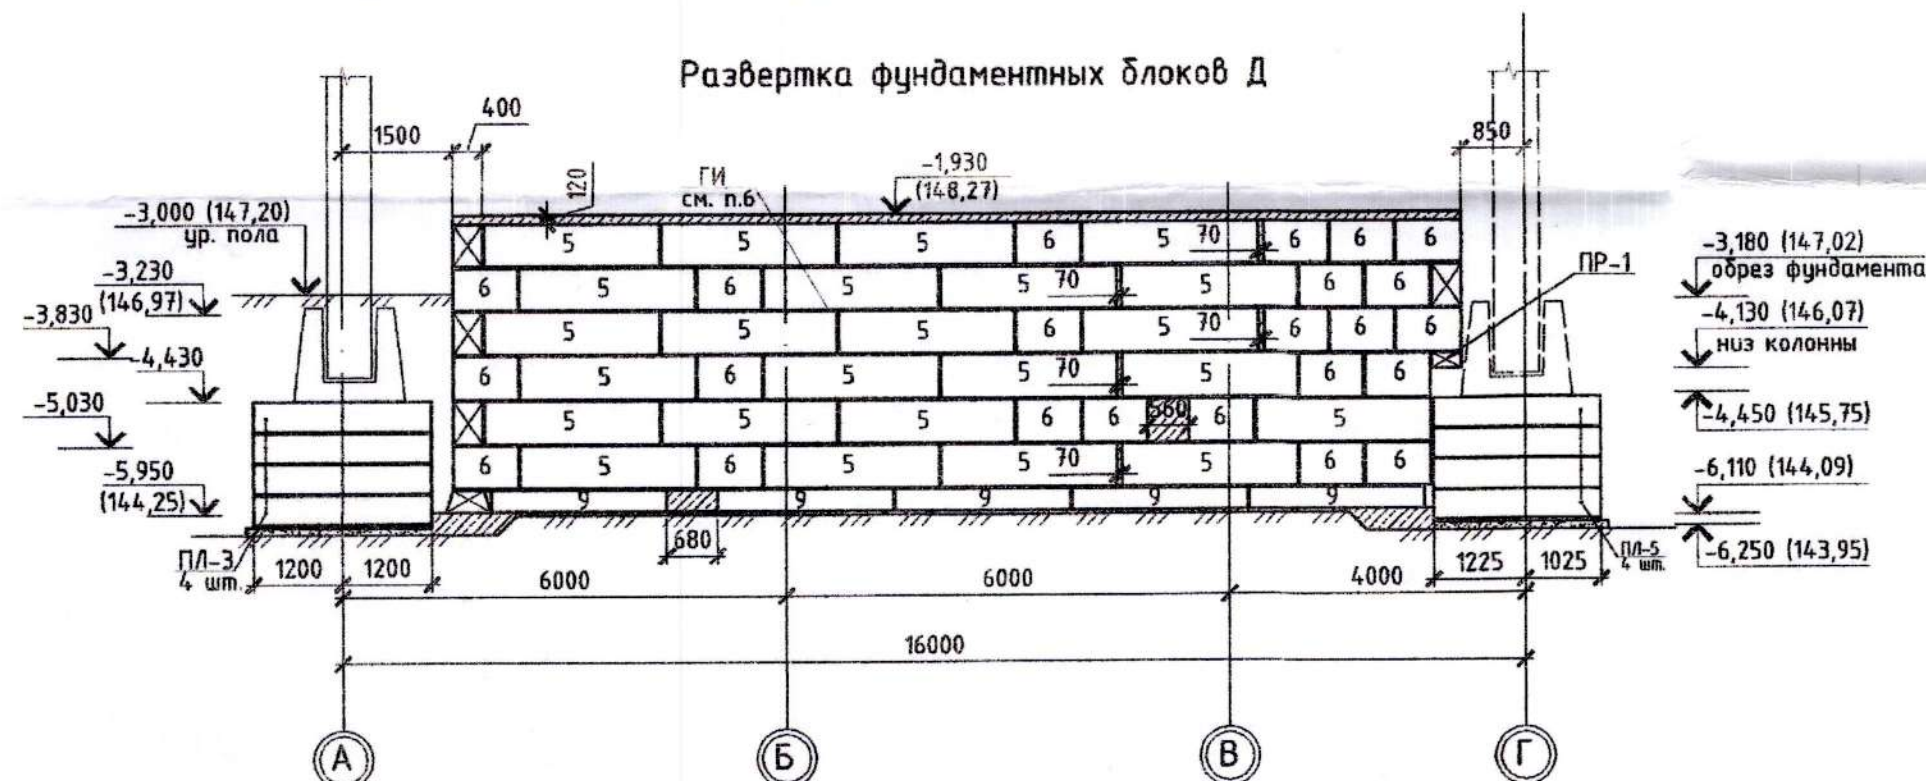 Развертка фундаментных блоков Д
400
1500
850
120
ГИ
см. п.6
-1,930
(148,27)
-3,000 (147,20)
ур. пола
-3,230
(146,97)
-3,830
-4,430
-5,030
-5,950
(144,25)
-3,180 (147,02)
обрез фундамента
-4,130 (146,07)
низ колонны
-4,450 (145,75)
-6,110 (144,09)
-6,250 (143,95)
ПР-1
5 5 5 6 5 70 6 6 6
6 5 6 5 5 70 5 6 6
5 5 5 6 5 70 6 6 6
6 5 6 5 5 70 5 6 6
5 5 5 6 6 560 6 5
6 5 6 5 5 70 5 6 6
9 9 9 9 9
680
ПЛ-3
4 шт.
ПЛ-5
4 шт.
1200 1200 6000 6000 4000 1225 1025
16000
А Б В Г